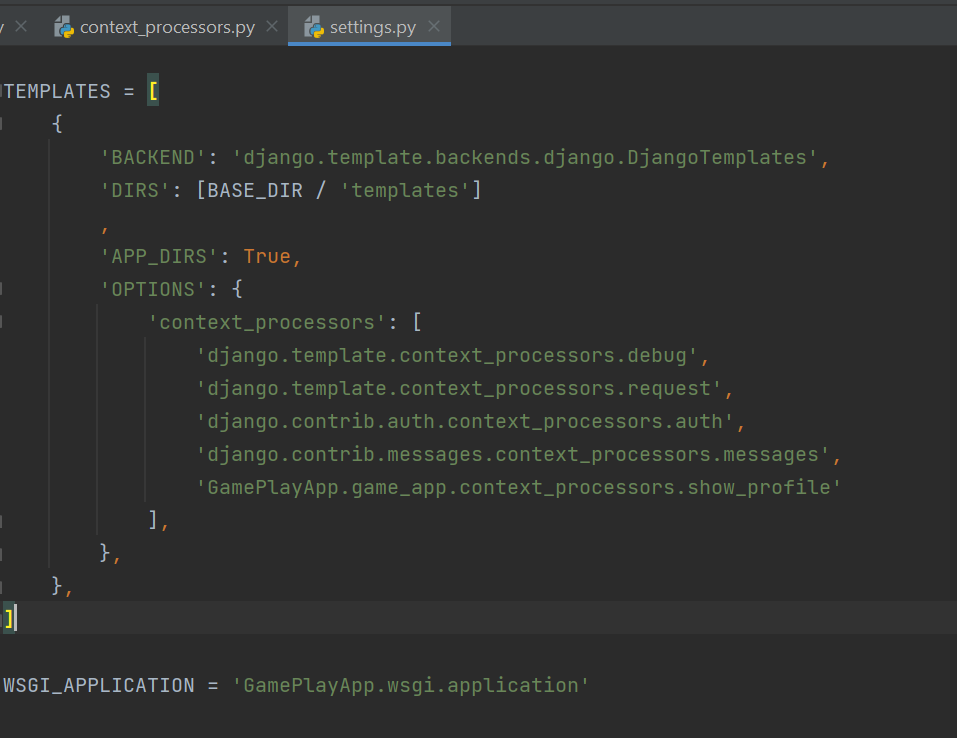 y context_processors.py settings.py
TEMPLATES = [
    {
        'BACKEND': 'django.template.backends.django.DjangoTemplates',
        'DIRS': [BASE_DIR / 'templates']
        ,
        'APP_DIRS': True,
        'OPTIONS': {
            'context_processors': [
                'django.template.context_processors.debug',
                'django.template.context_processors.request',
                'django.contrib.auth.context_processors.auth',
                'django.contrib.messages.context_processors.messages',
                'GamePlayApp.game_app.context_processors.show_profile'
            ],
        },
    },
]
WSGI_APPLICATION = 'GamePlayApp.wsgi.application'